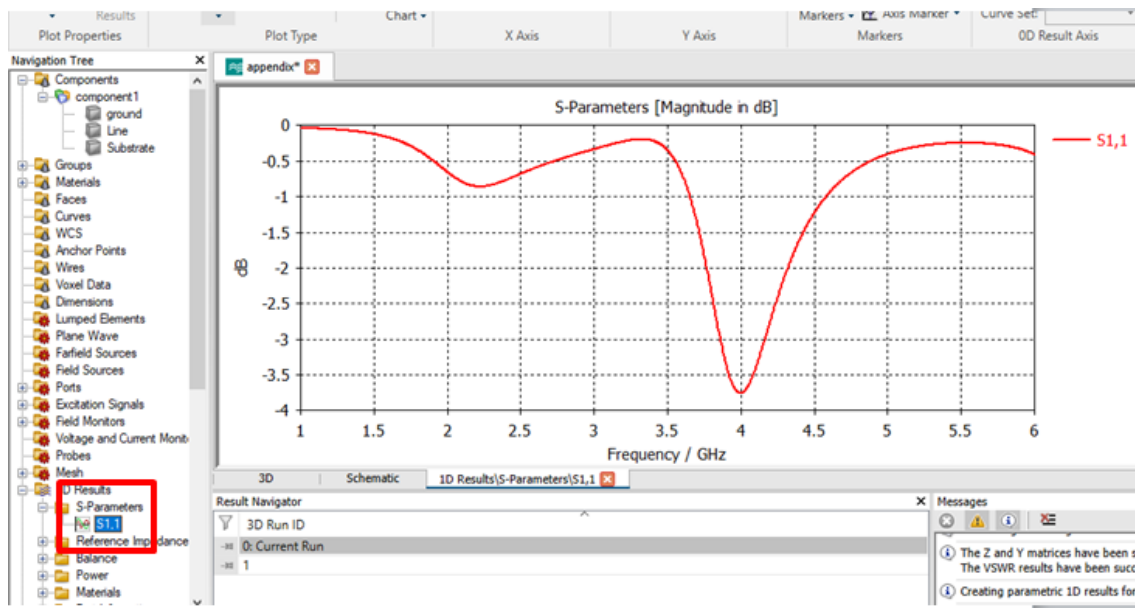 Results
Chart
Markers
Axis Marker
Curve Set:
Plot Properties
Plot Type
X Axis
Y Axis
Markers
0D Result Axis
Navigation Tree
Components
component1
ground
Line
Substrate
Groups
Materials
Faces
Curves
WCS
Anchor Points
Wires
Voxel Data
Dimensions
Lumped Elements
Plane Wave
Farfield Sources
Field Sources
Ports
Excitation Signals
Field Monitors
Voltage and Current Monit
Probes
Mesh
1D Results
S-Parameters
S1,1
Reference Impedance
Balance
Power
Materials
appendix*
S-Parameters [Magnitude in dB]
0
-0.5
-1
-1.5
-2
-2.5
-3
-3.5
-4
dB
1 1.5 2 2.5 3 3.5 4 4.5 5 5.5 6
Frequency / GHz
S1,1
3D
Schematic
1D Results\S-Parameters\S1,1
Result Navigator
3D Run ID
0: Current Run
1
Messages
The Z and Y matrices have been s
The VSWR results have been succ
Creating parametric 1D results for